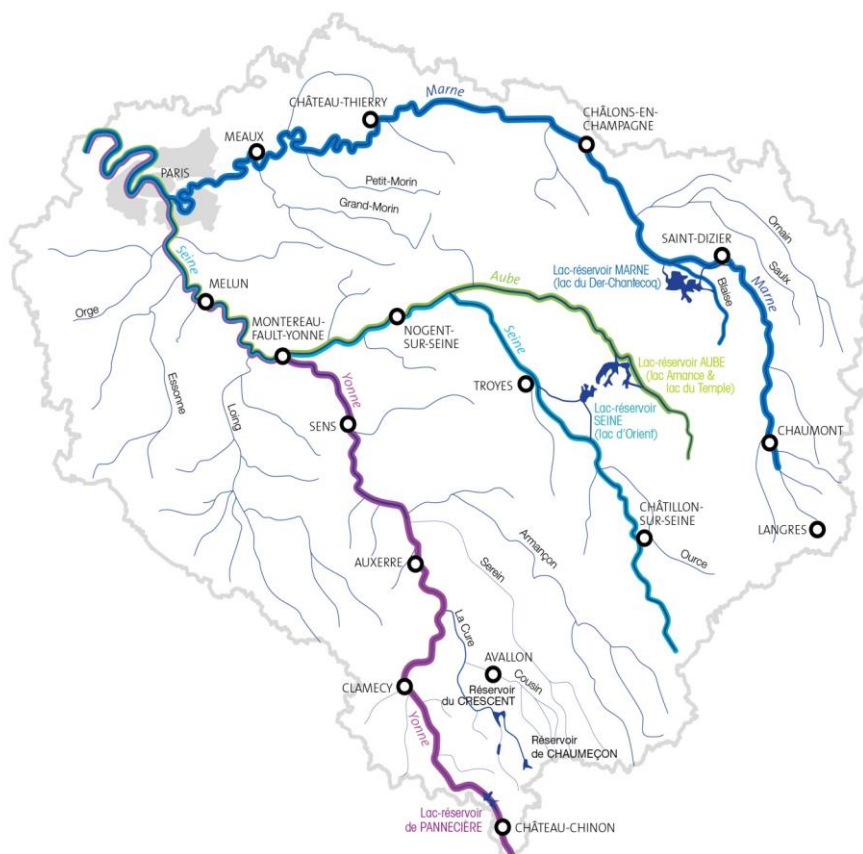 Marne
CHÂTEAU-THIERRY
CHÂLONS-EN-
CHAMPAGNE
MEAUX
PARIS
Petit-Morin
Grand-Morin
Ornain
Saulx
SAINT-DIZIER
Lac-réservoir MARNE
(lac du Der-Chantecoq)
Blaise
Marne
Seine
Aube
MELUN
Orge
NOGENT-
SUR-SEINE
MONTEREAU-
FAULT-YONNE
Seine
Lac-réservoir AUBE
(lac Amance &
lac du Temple)
Essonne
Loing
Yonne
TROYES
Lac-réservoir
SEINE
(lac d'Orient)
SENS
CHAUMONT
CHÂTILLON-
SUR-SEINE
LANGRES
Armançon
Ource
Serein
AUXERRE
La Cure
AVALLON
Cousin
CLAMECY
Réservoir
du CRESCENT
Yonne
Réservoir
de CHAUMEÇON
Lac-réservoir
de PANNECIÈRE
CHÂTEAU-CHINON